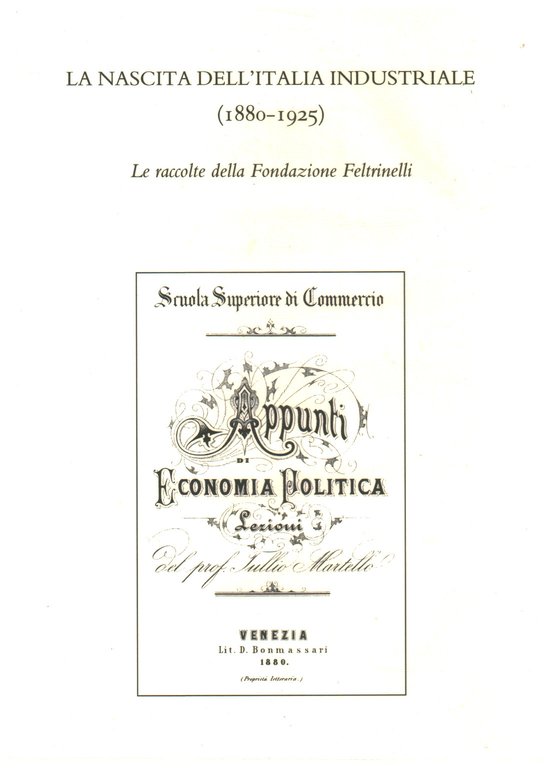 LA NASCITA DELL'ITALIA INDUSTRIALE
(1880-1925)
Le raccolte della Fondazione Feltrinelli
Scuola Superiore di Commercio
Appunti
DI
ECONOMIA POLITICA
Lezioni
del prof. Tullio Martello
VENEZIA
Lit. D. Bonmassari
1880.
(Proprietà letteraria.)